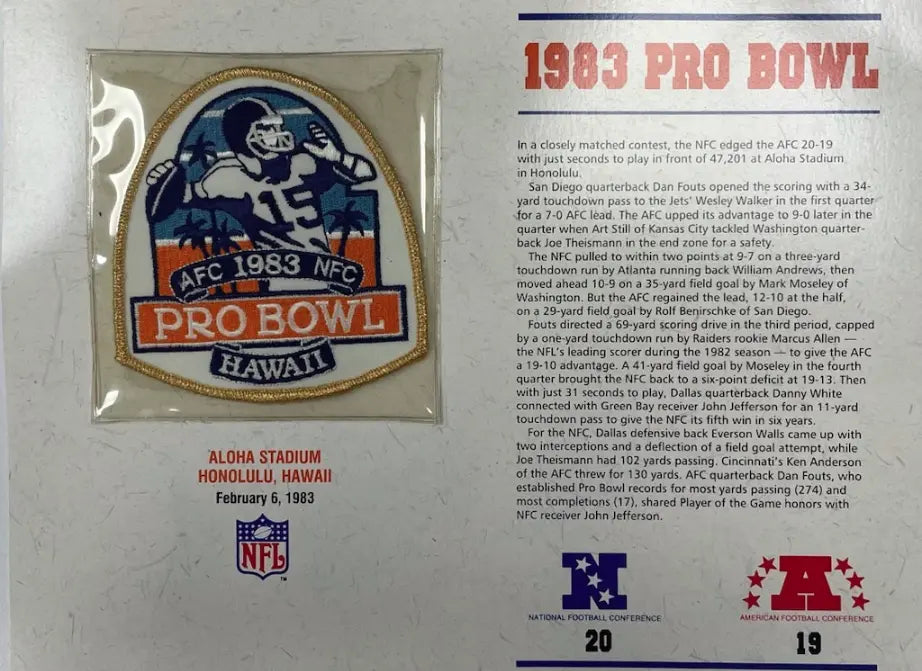 15
AFC 1983 NFC
PRO BOWL
HAWAII
ALOHA STADIUM
HONOLULU, HAWAII
February 6, 1983
NFL
TM
1983 PRO BOWL
In a closely matched contest, the NFC edged the AFC 20-19
with just seconds to play in front of 47,201 at Aloha Stadium
in Honolulu.
San Diego quarterback Dan Fouts opened the scoring with a 34-
yard touchdown pass to the Jets' Wesley Walker in the first quarter
for a 7-0 AFC lead. The AFC upped its advantage to 9-0 later in the
quarter when Art Still of Kansas City tackled Washington quarter-
back Joe Theismann in the end zone for a safety.
The NFC pulled to within two points at 9-7 on a three-yard
touchdown run by Atlanta running back William Andrews, then
moved ahead 10-9 on a 35-yard field goal by Mark Moseley of
Washington. But the AFC regained the lead, 12-10 at the half,
on a 29-yard field goal by Rolf Benirschke of San Diego.
Fouts directed a 69-yard scoring drive in the third period, capped
by a one-yard touchdown run by Raiders rookie Marcus Allen —
the NFL's leading scorer during the 1982 season — to give the AFC
a 19-10 advantage. A 41-yard field goal by Moseley in the fourth
quarter brought the NFC back to a six-point deficit at 19-13. Then
with just 31 seconds to play, Dallas quarterback Danny White
connected with Green Bay receiver John Jefferson for an 11-yard
touchdown pass to give the NFC its fifth win in six years.
For the NFC, Dallas defensive back Everson Walls came up with
two interceptions and a deflection of a field goal attempt, while
Joe Theismann had 102 yards passing. Cincinnati's Ken Anderson
of the AFC threw for 130 yards. AFC quarterback Dan Fouts, who
established Pro Bowl records for most yards passing (274) and
most completions (17), shared Player of the Game honors with
NFC receiver John Jefferson.
N
NATIONAL FOOTBALL CONFERENCE
20
A
AMERICAN FOOTBALL CONFERENCE
19